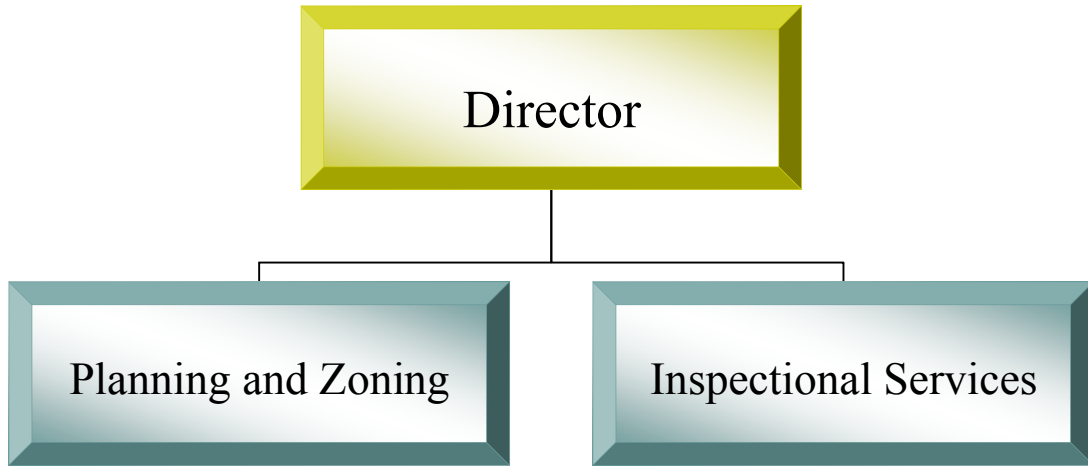 Director
Planning and Zoning
Inspectional Services